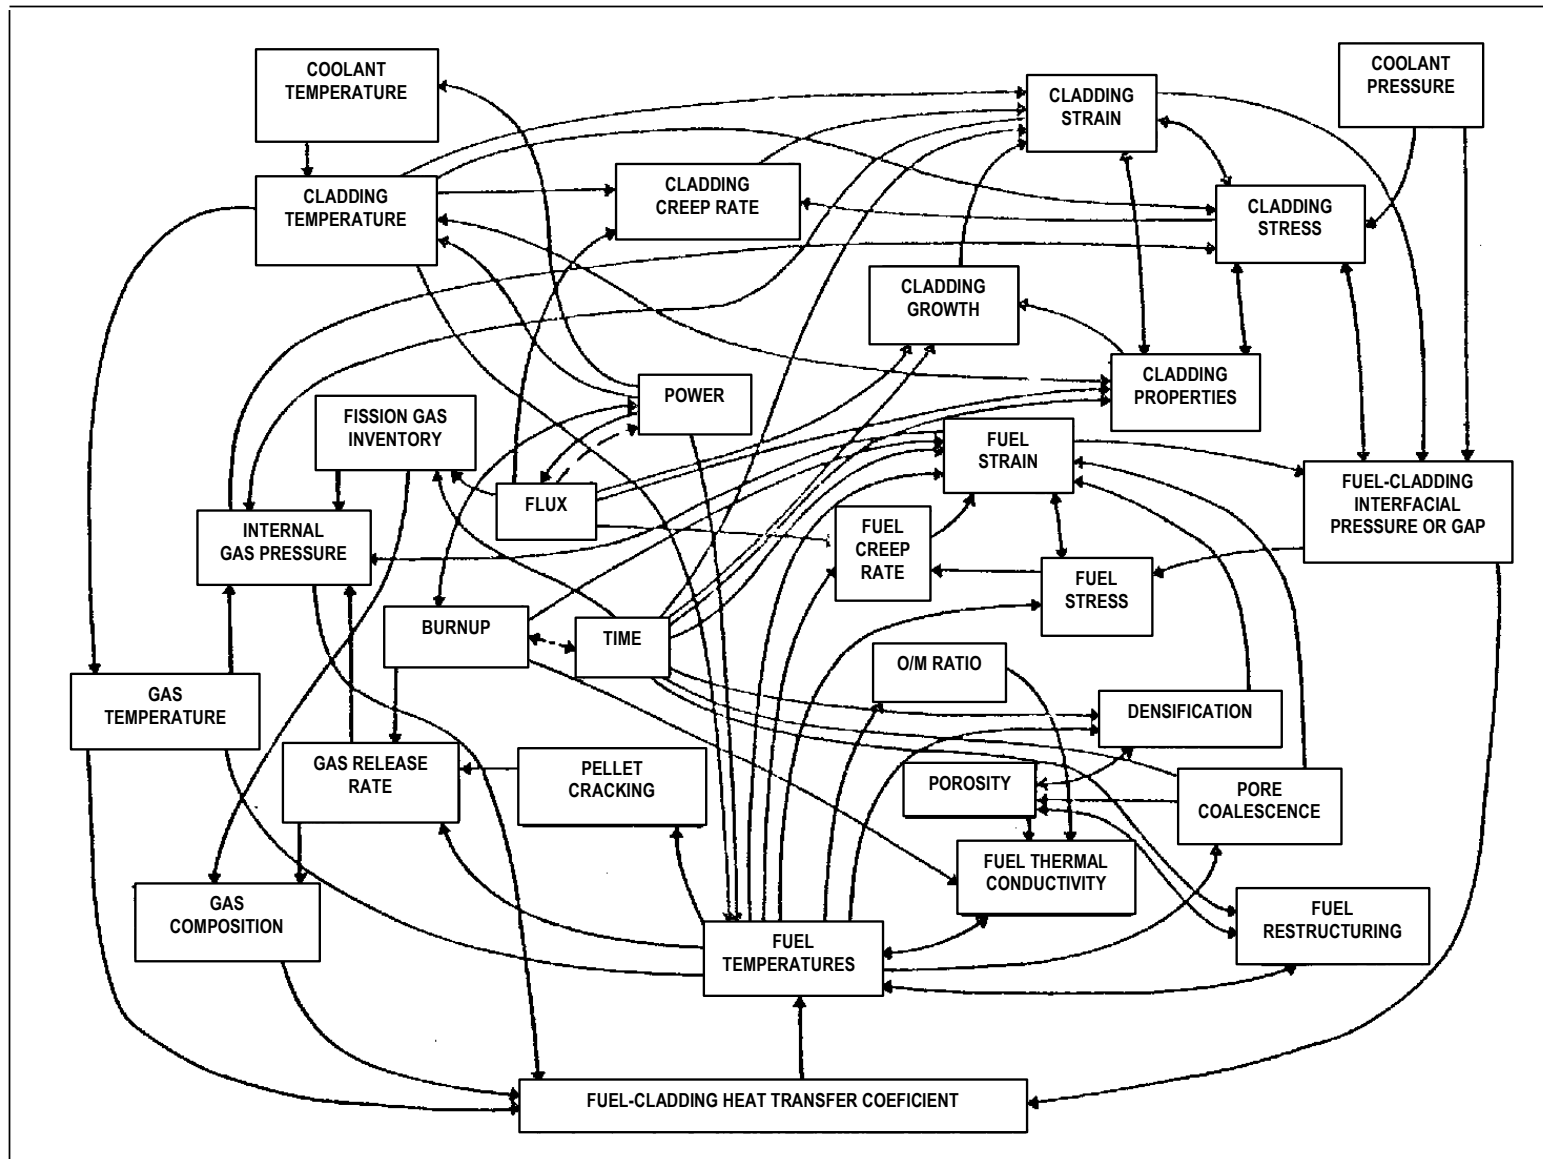 COOLANT
TEMPERATURE
COOLANT
PRESSURE
CLADDING
STRAIN
CLADDING
TEMPERATURE
CLADDING
CREEP RATE
CLADDING
STRESS
CLADDING
GROWTH
CLADDING
PROPERTIES
POWER
FISSION GAS
INVENTORY
FUEL
STRAIN
FLUX
FUEL-CLADDING
INTERFACIAL
PRESSURE OR GAP
INTERNAL
GAS PRESSURE
FUEL
CREEP
RATE
FUEL
STRESS
BURNUP
TIME
O/M RATIO
GAS
TEMPERATURE
DENSIFICATION
GAS RELEASE
RATE
PELLET
CRACKING
POROSITY
PORE
COALESCENCE
FUEL THERMAL
CONDUCTIVITY
GAS
COMPOSITION
FUEL
RESTRUCTURING
FUEL
TEMPERATURES
FUEL-CLADDING HEAT TRANSFER COEFICIENT